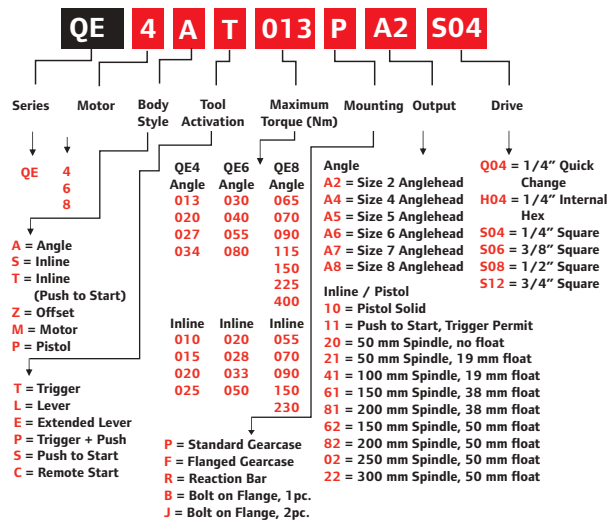 QE 4 A T 013 P A2 S04
Series Motor Body Style Tool Activation Maximum Torque (Nm) Mounting Output Drive
QE
4
6
8
A = Angle
S = Inline
T = Inline
(Push to Start)
Z = Offset
M = Motor
P = Pistol
T = Trigger
L = Lever
E = Extended Lever
P = Trigger + Push
S = Push to Start
C = Remote Start
QE4 QE6 QE8
Angle Angle Angle
013 030 065
020 040 070
027 055 090
034 080 115
150
225
400
Inline Inline Inline
010 020 055
015 028 070
020 033 090
025 050 150
230
P = Standard Gearcase
F = Flanged Gearcase
R = Reaction Bar
B = Bolt on Flange, 1pc.
J = Bolt on Flange, 2pc.
Angle
A2 = Size 2 Anglehead
A4 = Size 4 Anglehead
A5 = Size 5 Anglehead
A6 = Size 6 Anglehead
A7 = Size 7 Anglehead
A8 = Size 8 Anglehead
Inline / Pistol
10 = Pistol Solid
11 = Push to Start, Trigger Permit
20 = 50 mm Spindle, no float
21 = 50 mm Spindle, 19 mm float
41 = 100 mm Spindle, 19 mm float
61 = 150 mm Spindle, 38 mm float
81 = 200 mm Spindle, 38 mm float
62 = 150 mm Spindle, 50 mm float
82 = 200 mm Spindle, 50 mm float
02 = 250 mm Spindle, 50 mm float
22 = 300 mm Spindle, 50 mm float
Q04 = 1/4” Quick
Change
H04 = 1/4” Internal
Hex
S04 = 1/4” Square
S06 = 3/8” Square
S08 = 1/2” Square
S12 = 3/4” Square